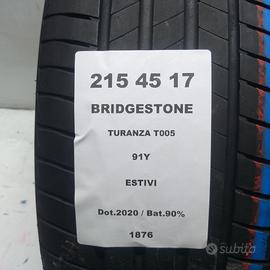 215 45 17
BRIDGESTONE
TURANZA T005
91Y
ESTIVI
Dot.2020 / Bat.90%
1876
subito